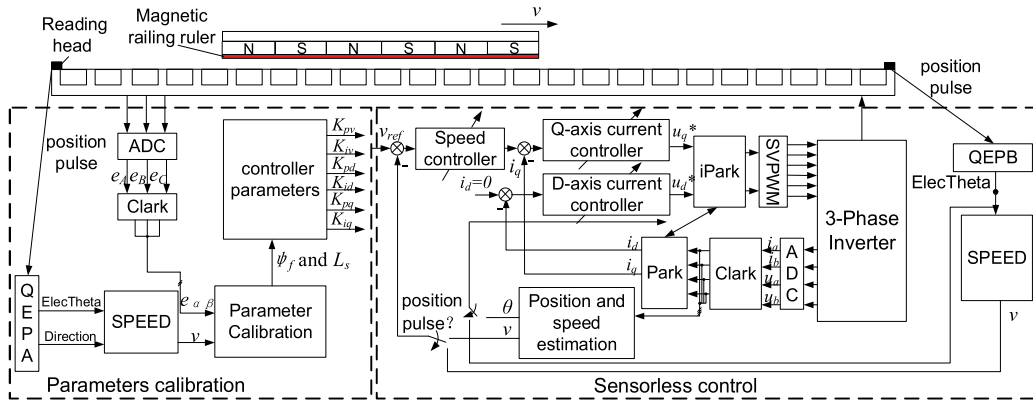 Magnetic
railing ruler
v
Reading
head
N S N S N S
position
pulse
position
pulse
ADC
e_A e_B e_C
Clark
controller
parameters
K_pv
K_iv
K_pd
K_id
K_pq
K_iq
ψ_f and L_s
QEPA
ElecTheta
Direction
SPEED
e_αβ
v
Parameter
Calibration
Parameters calibration
v_ref
Speed
controller
i_q
i_d=0
Q-axis current
controller
D-axis current
controller
u_q*
u_d*
iPark
SVPWM
3-Phase
Inverter
QEPB
ElecTheta
SPEED
v
i_d
i_q
Park
Clark
i_a
i_b
u_a
u_b
ADC
position
pulse?
θ
v
Position and
speed
estimation
Sensorless control